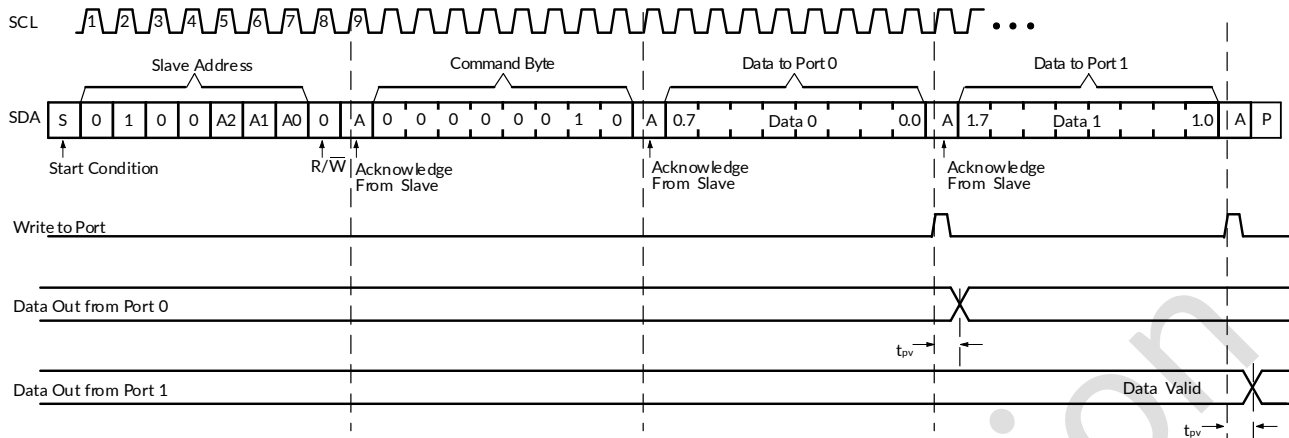 SCL 1 2 3 4 5 6 7 8 9
Slave Address Command Byte Data to Port 0 Data to Port 1
SDA S 0 1 0 0 A2 A1 A0 0 A 0 0 0 0 0 0 1 0 A 0.7 Data 0 0.0 A 1.7 Data 1 1.0 A P
Start Condition R/W Acknowledge From Slave Acknowledge From Slave Acknowledge From Slave
Write to Port
Data Out from Port 0
tpv
Data Out from Port 1 Data Valid
tpv